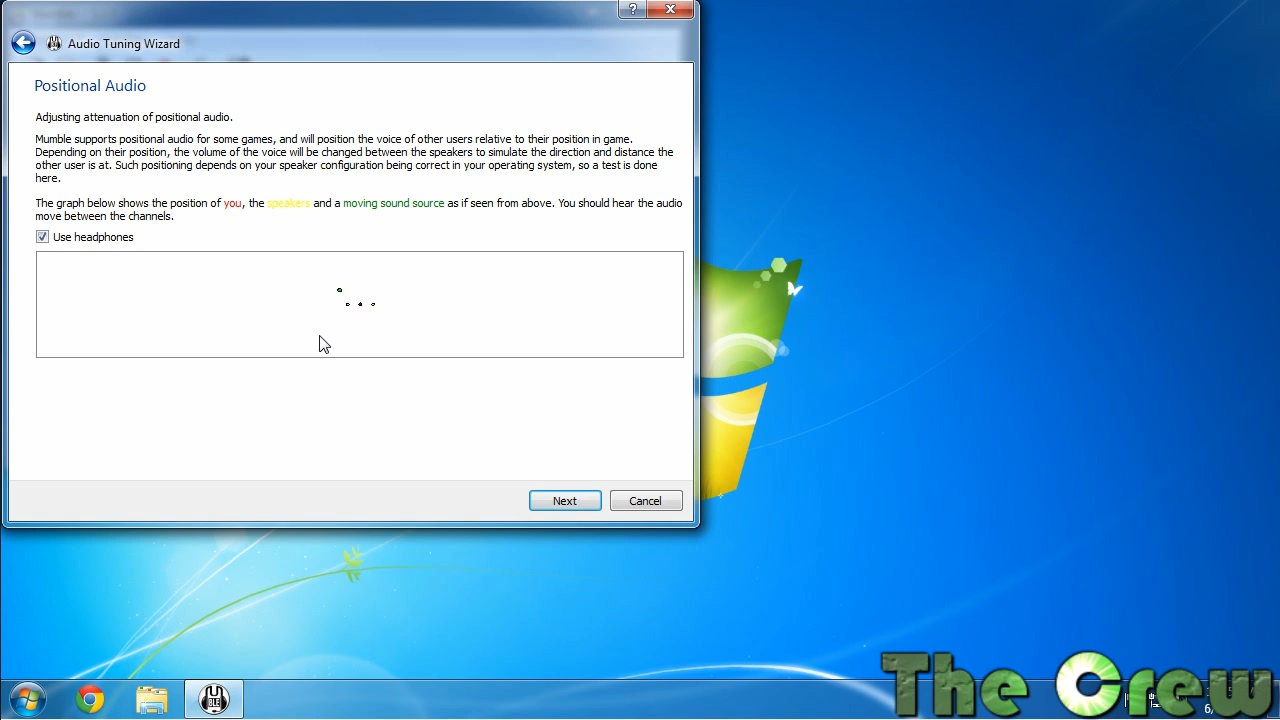 ?
Audio Tuning Wizard
Positional Audio
Adjusting attenuation of positional audio.
Mumble supports positional audio for some games, and will position the voice of other users relative to their position in game.
Depending on their position, the volume of the voice will be changed between the speakers to simulate the direction and distance the
other user is at. Such positioning depends on your speaker configuration being correct in your operating system, so a test is done
here.
The graph below shows the position of you, the speakers and a moving sound source as if seen from above. You should hear the audio
move between the channels.
Use headphones
Next Cancel
The Crew